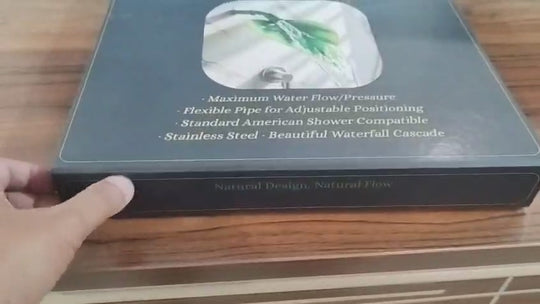 · Maximum Water Flow/Pressure
· Flexible Pipe for Adjustable Positioning
· Standard American Shower Compatible
· Stainless Steel · Beautiful Waterfall Cascade
Natural Design, Natural Flow